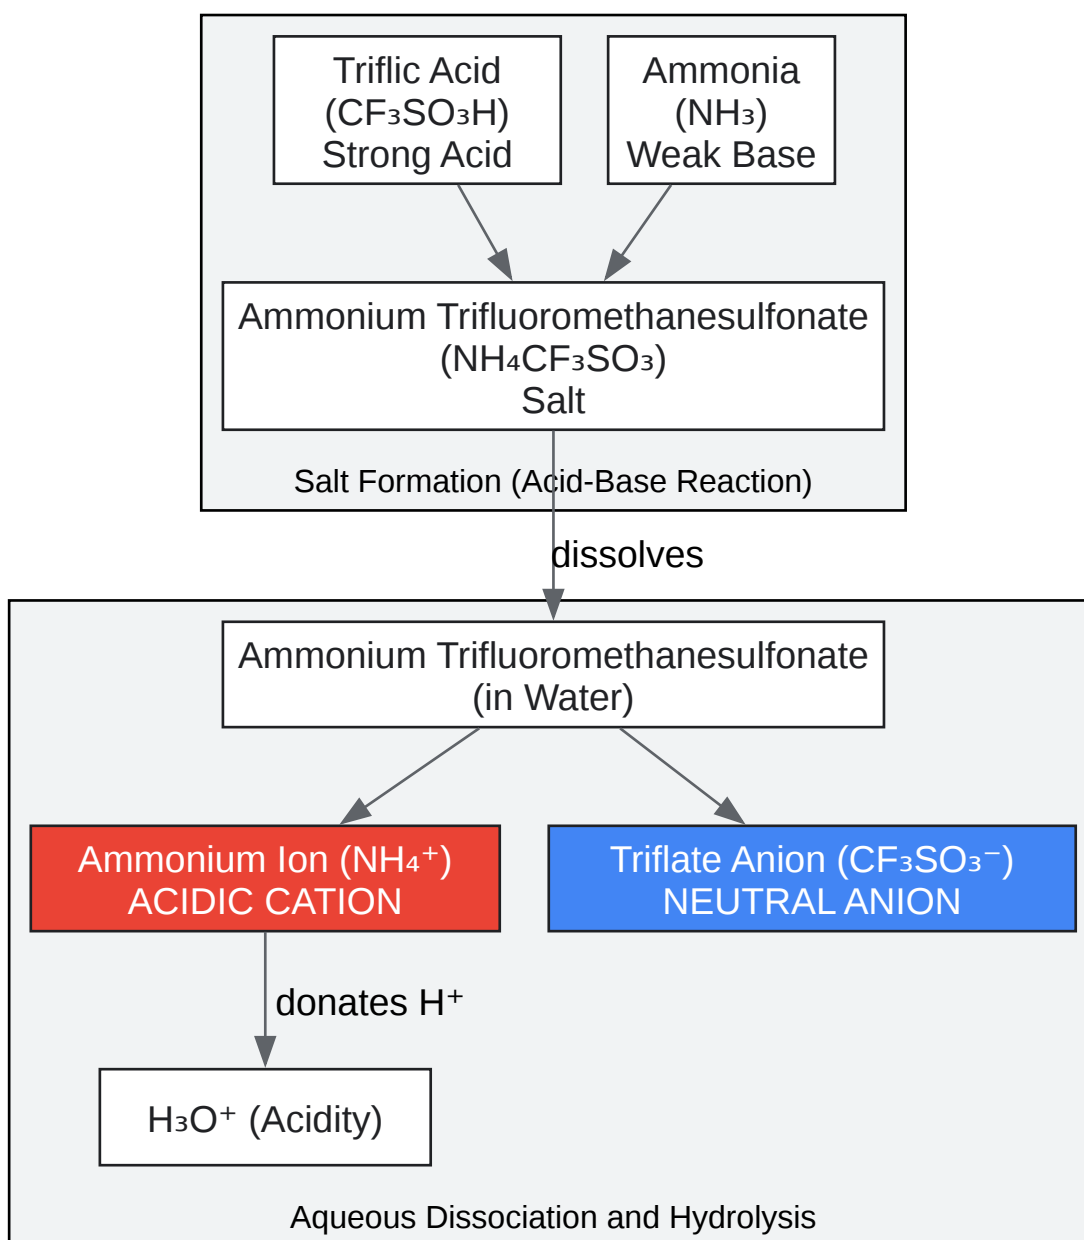 Triflic Acid
(CF₃SO₃H)
Strong Acid
Ammonia
(NH₃)
Weak Base
Ammonium Trifluoromethanesulfonate
(NH₄CF₃SO₃)
Salt
Salt Formation (Acid-Base Reaction)
dissolves
Ammonium Trifluoromethanesulfonate
(in Water)
Ammonium Ion (NH₄⁺)
ACIDIC CATION
Triflate Anion (CF₃SO₃⁻)
NEUTRAL ANION
donates H⁺
H₃O⁺ (Acidity)
Aqueous Dissociation and Hydrolysis